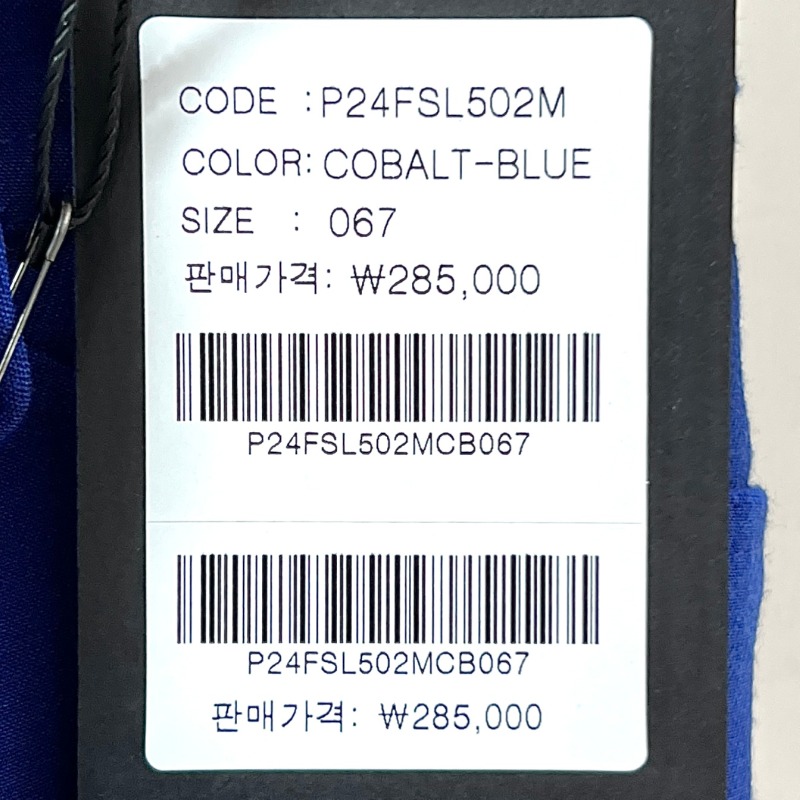 CODE : P24FSL502M
COLOR: COBALT-BLUE
SIZE : 067
판매가격: ₩285,000
P24FSL502MCB067
P24FSL502MCB067
판매가격: ₩285,000